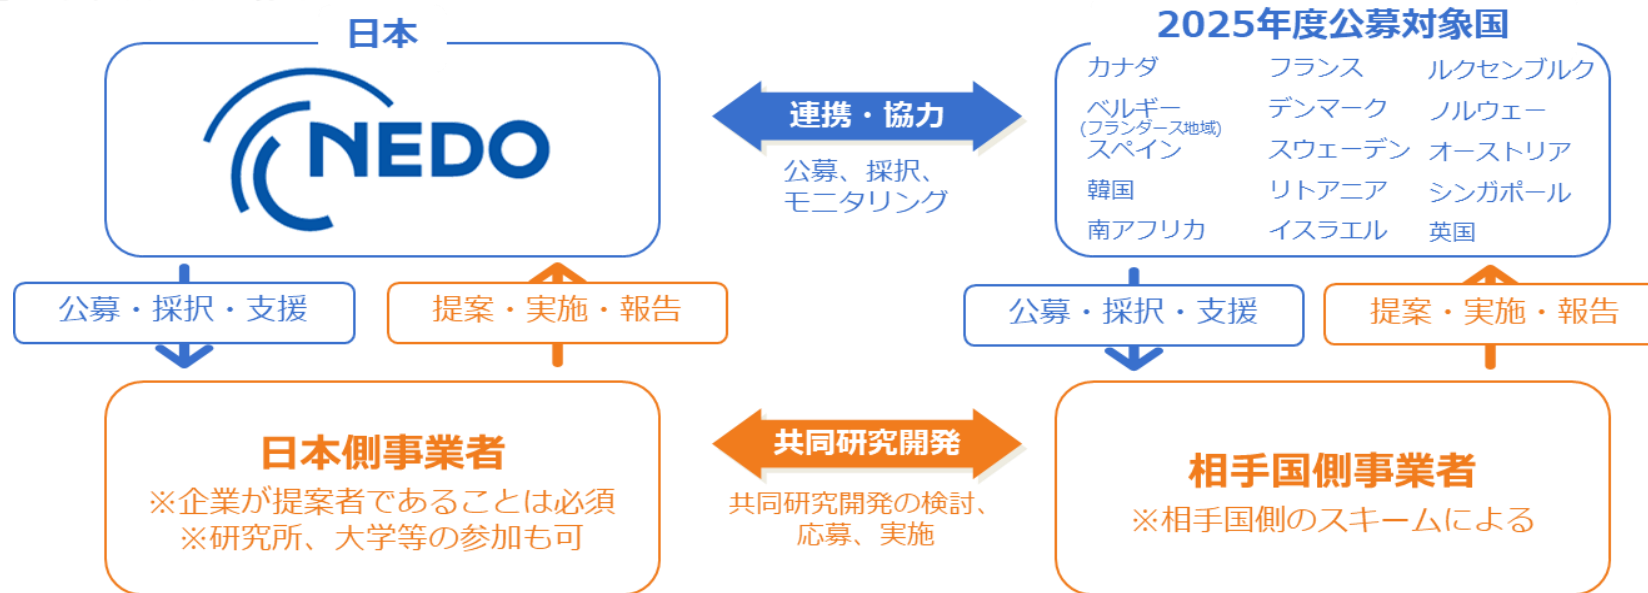 日本
NEDO
連携・協力
公募、採択、
モニタリング
2025年度公募対象国
カナダ
フランス
ルクセンブルク
ベルギー
(フランダース地域)
デンマーク
ノルウェー
スペイン
スウェーデン
オーストリア
韓国
リトアニア
シンガポール
南アフリカ
イスラエル
英国
公募・採択・支援
提案・実施・報告
公募・採択・支援
提案・実施・報告
日本側事業者
※企業が提案者であることは必須
※研究所、大学等の参加も可
共同研究開発
共同研究開発の検討、
応募、実施
相手国側事業者
※相手国側のスキームによる